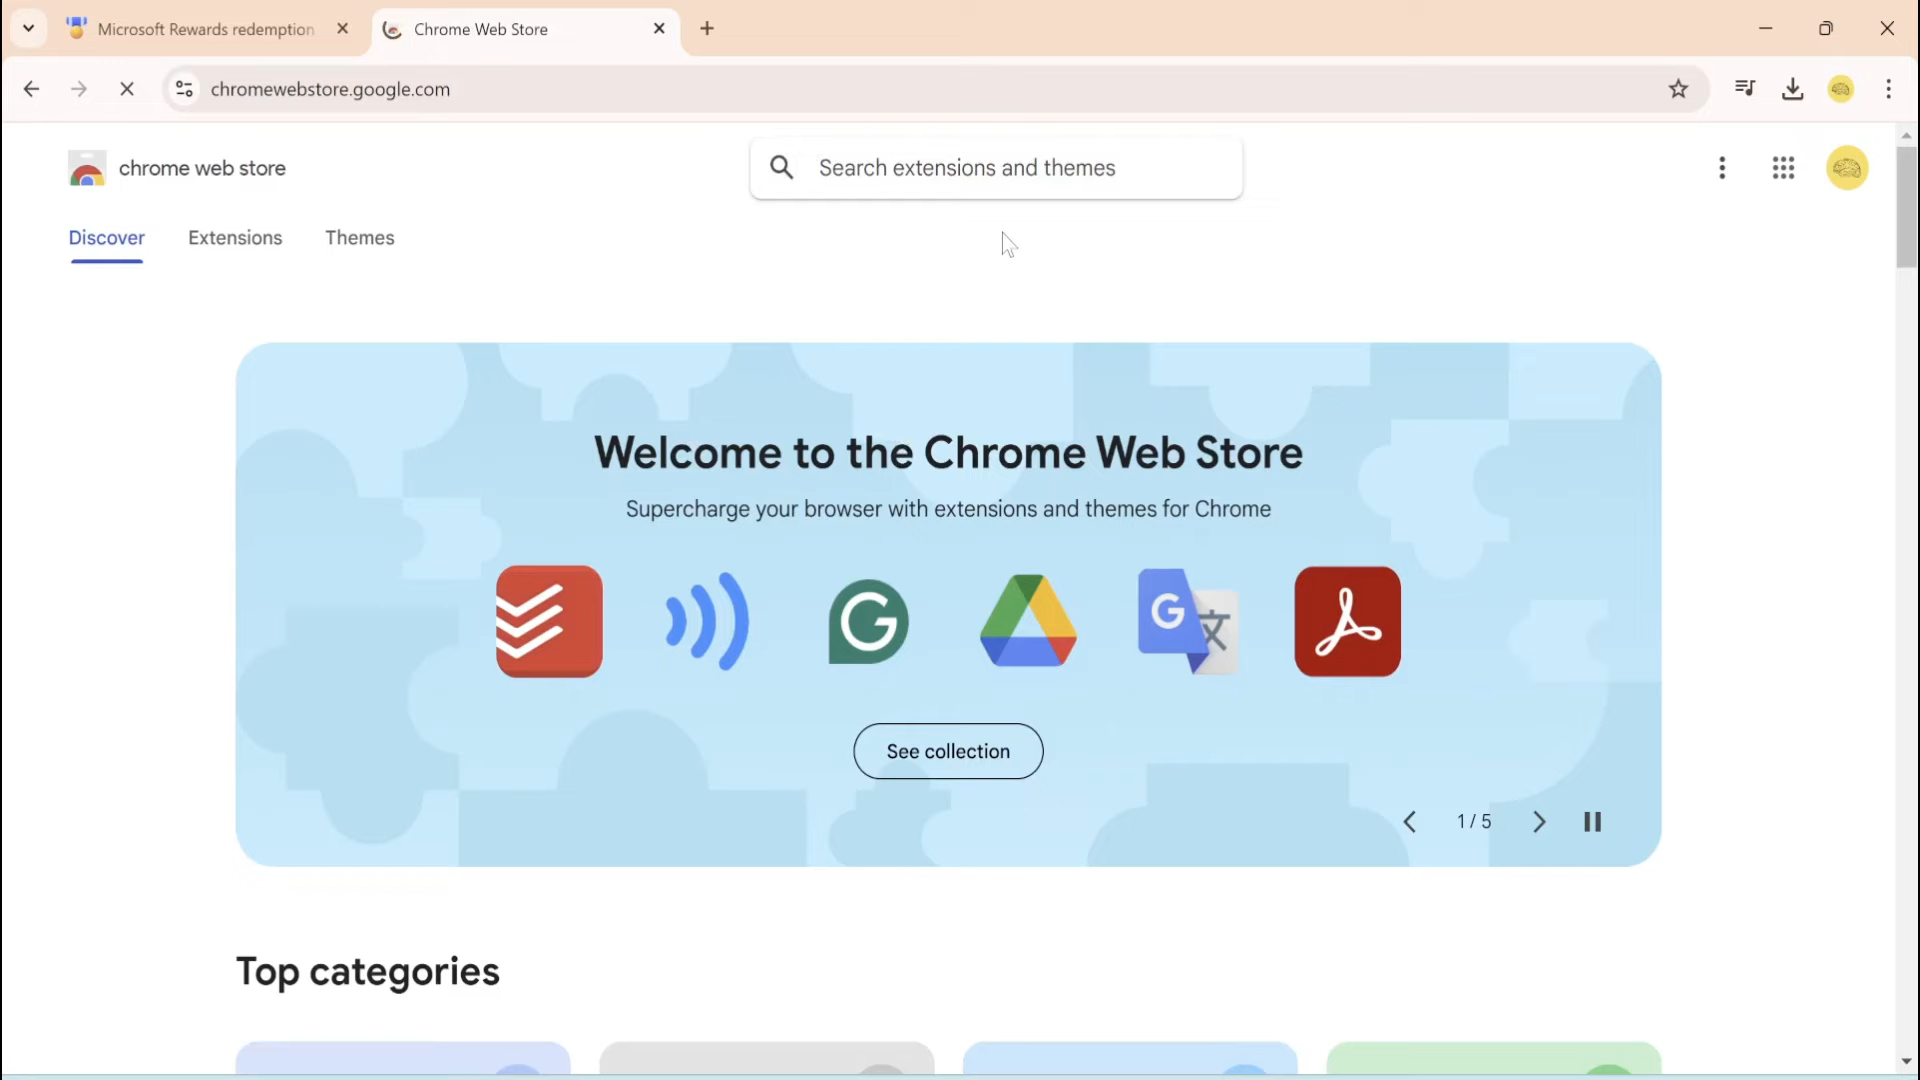 Microsoft Rewards redemption
Chrome Web Store
chromewebstore.google.com
chrome web store
Search extensions and themes
Discover
Extensions
Themes
Welcome to the Chrome Web Store
Supercharge your browser with extensions and themes for Chrome
G
G
文
See collection
1 / 5
Top categories